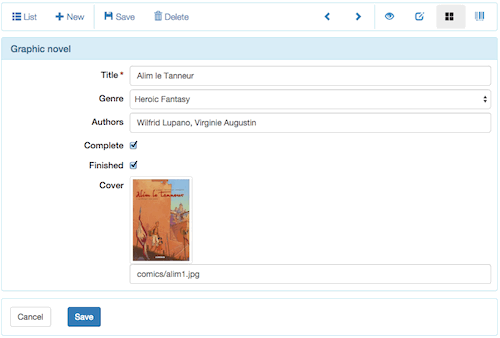 List New Save Delete
Graphic novel
Title * Alim le Tanneur
Genre Heroic Fantasy
Authors Wilfrid Lupano, Virginie Augustin
Complete
Finished
Cover
Alim le Tanneur
comics/alim1.jpg
Cancel Save